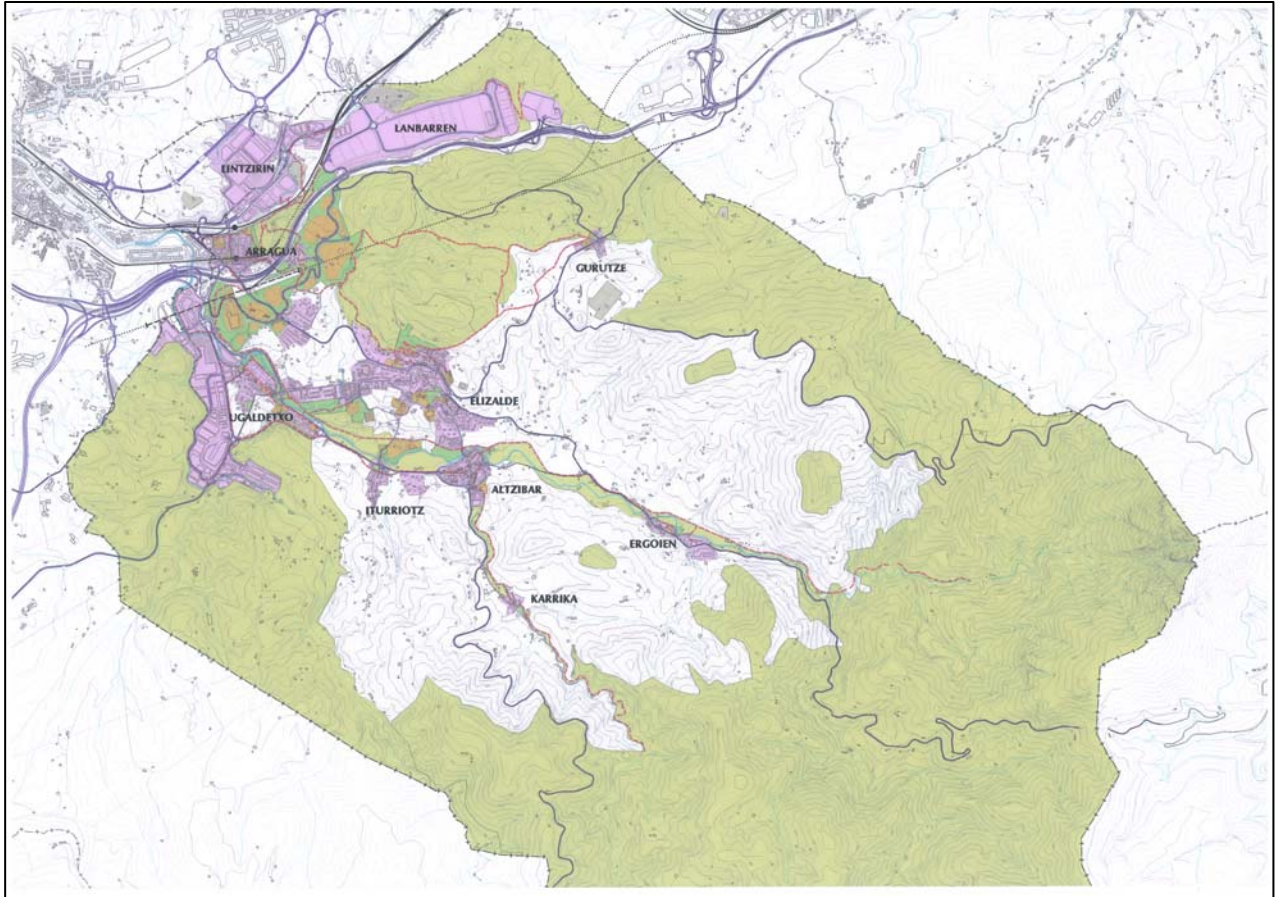 LANBARREN
LINTZIRIN
ARRAGUA
GURUTZE
ELIZALDE
UGALDETXO
ALTZIBAR
ITURRIOTZ
ERGOIEN
KARRIKA